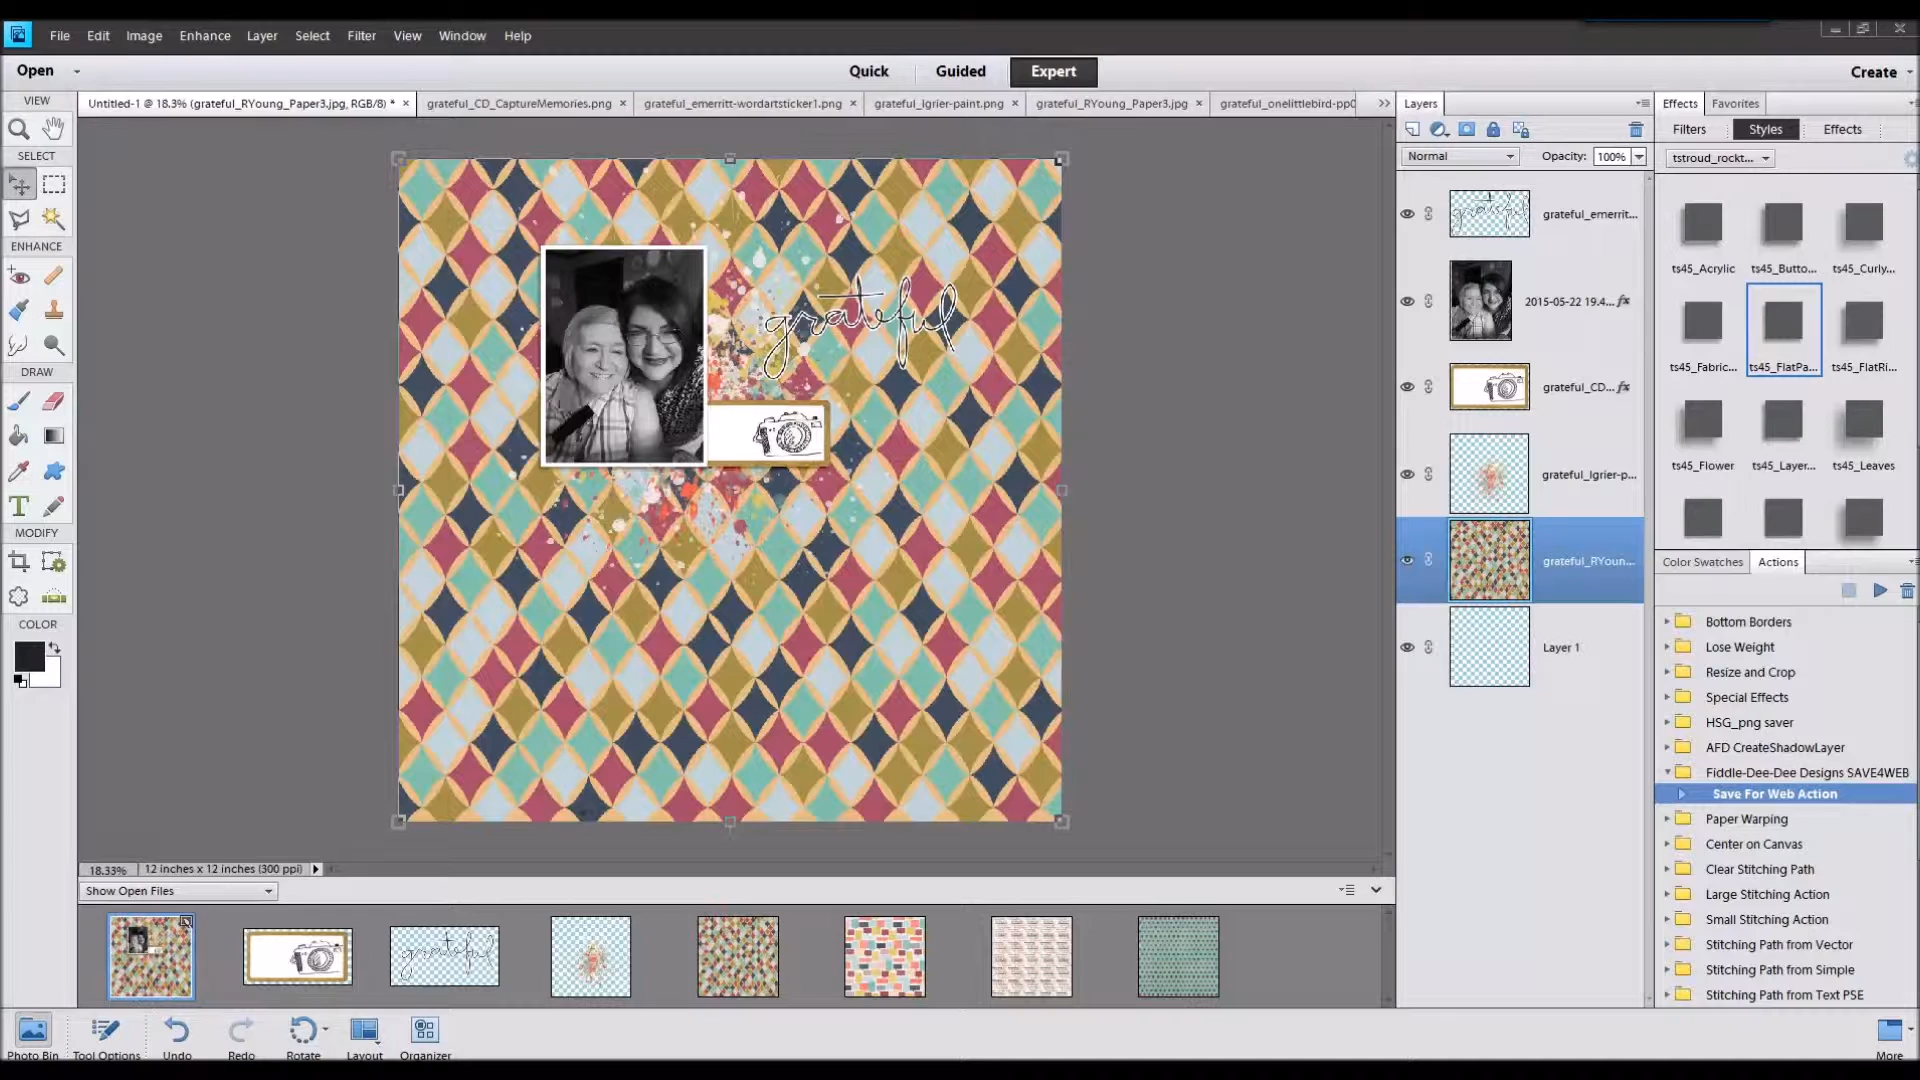 File Edit Image Enhance Layer Select Filter View Window Help
Open Quick Guided Expert Create
VIEW
Untitled-1 @ 18.3% (grateful_RYoung_Paper3.jpg, RGB/8) * × grateful_CD_CaptureMemories.png × grateful_emerritt-wordartsticker1.png × grateful_lgrier-paint.png × grateful_RYoung_Paper3.jpg × grateful_onelittlebird-pp0
SELECT
ENHANCE
DRAW
T
MODIFY
COLOR
grateful
18.33% 12 inches x 12 inches (300 ppi)
Show Open Files
grateful
Photo Bin Tool Options Undo Redo Rotate Layout Organizer More
Layers
Normal Opacity: 100%
grateful
grateful_emerrit...
2015-05-22 19.4... fx
grateful_CD... fx
grateful_lgrier-p...
grateful_RYoun...
Layer 1
Effects Favorites
Filters Styles Effects
tstroud_rockt...
ts45_Acrylic ts45_Butto... ts45_Curly...
ts45_Fabric... ts45_FlatPa... ts45_FlatRi...
ts45_Flower ts45_Layer... ts45_Leaves
Color Swatches Actions
Bottom Borders
Lose Weight
Resize and Crop
Special Effects
HSG_png saver
AFD CreateShadowLayer
Fiddle-Dee-Dee Designs SAVE4WEB
Save For Web Action
Paper Warping
Center on Canvas
Clear Stitching Path
Large Stitching Action
Small Stitching Action
Stitching Path from Vector
Stitching Path from Simple
Stitching Path from Text PSE